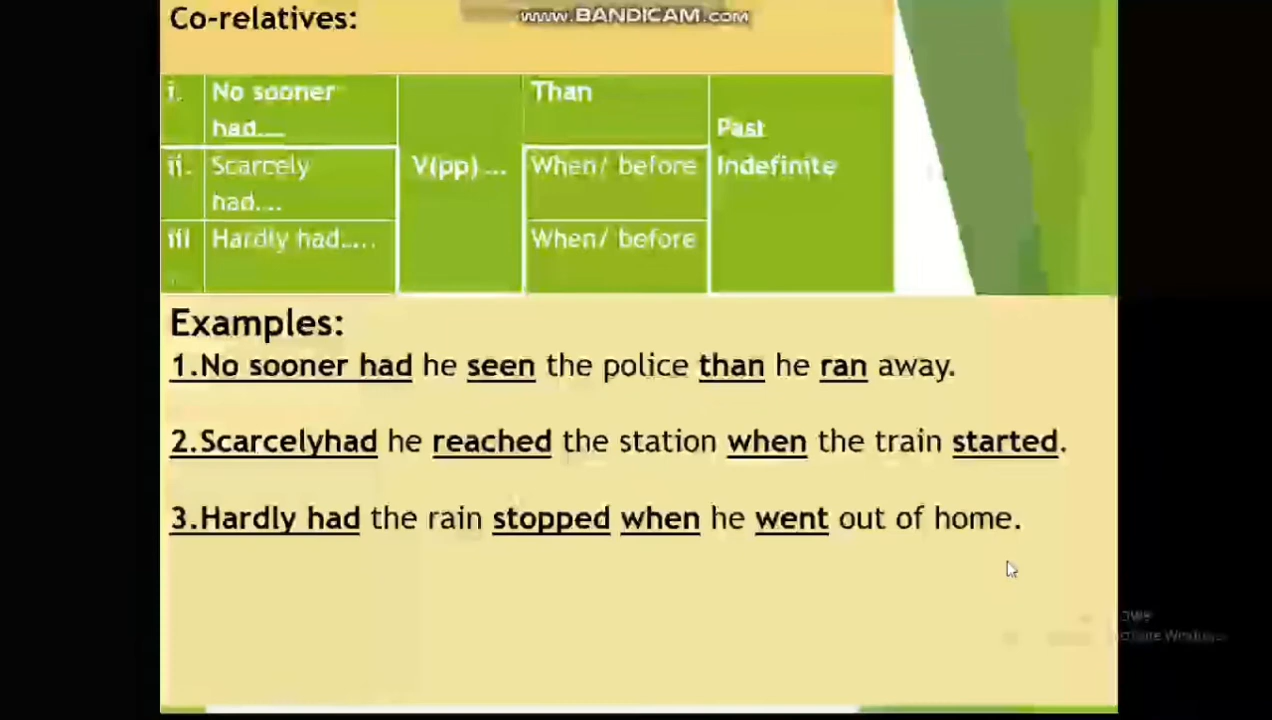 www.BANDICAM.com
Co-relatives:
i. No sooner had.... V(pp) ... Than Past Indefinite
ii. Scarcely had.... When/ before
iii. Hardly had..... When/ before
Examples:
1.No sooner had he seen the police than he ran away.
2.Scarcelyhad he reached the station when the train started.
3.Hardly had the rain stopped when he went out of home.